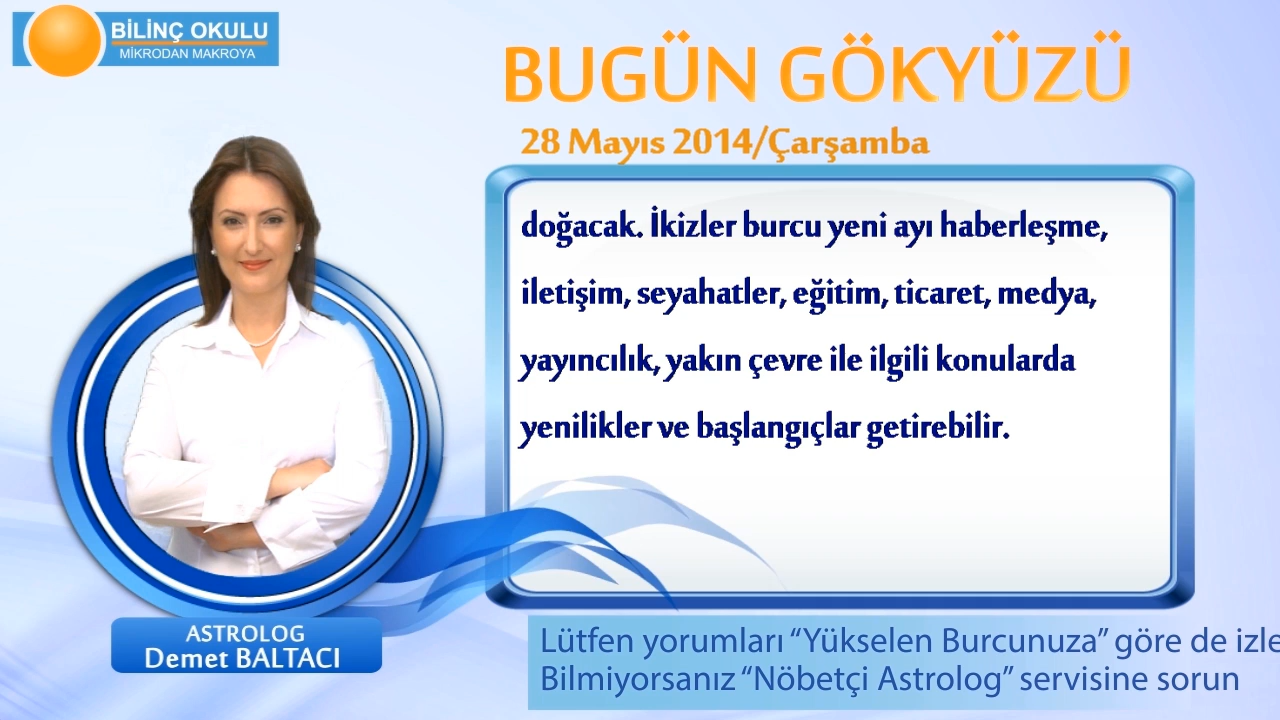 BİLİNÇ OKULU
MİKRODAN MAKROYA
BUGÜN GÖKYÜZÜ
28 Mayıs 2014/Çarşamba
doğacak. İkizler burcu yeni ayı haberleşme,
iletişim, seyahatler, eğitim, ticaret, medya,
yayıncılık, yakın çevre ile ilgili konularda
yenilikler ve başlangıçlar getirebilir.
ASTROLOG
Demet BALTACI
Lütfen yorumları “Yükselen Burcunuza” göre de izle
Bilmiyorsanız “Nöbetçi Astrolog” servisine sorun